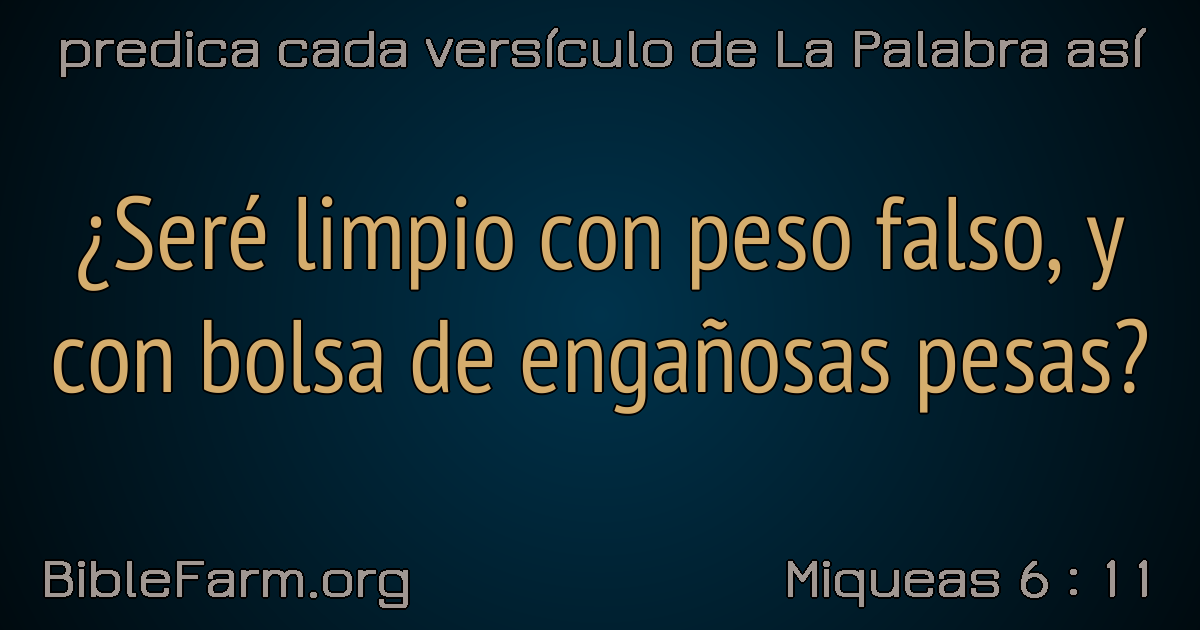 predica cada versículo de La Palabra así
¿Seré limpio con peso falso, y
con bolsa de engañosas pesas?
BibleFarm.org
Miqueas 6 : 11